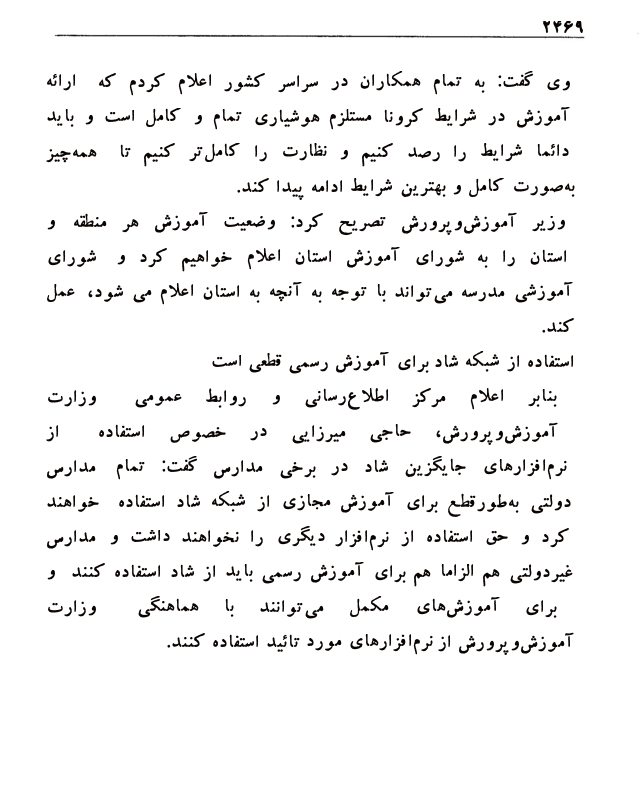 ۲۴۶۹
وی گفت: به تمام همکاران در سراسر کشور اعلام کردم که ارائه
آموزش در شرایط کرونا مستلزم هوشیاری تمام و کامل است و باید
دائما شرایط را رصد کنیم و نظارت را کامل‌تر کنیم تا همه‌چیز
به‌صورت کامل و بهترین شرایط ادامه پیدا کند.
وزیر آموزش‌وپرورش تصریح کرد: وضعیت آموزش هر منطقه و
استان را به شورای آموزش استان اعلام خواهیم کرد و شورای
آموزشی مدرسه می‌تواند با توجه به آنچه به استان اعلام می شود، عمل
کند.
استفاده از شبکه شاد برای آموزش رسمی قطعی است
بنابر اعلام مرکز اطلاع‌رسانی و روابط عمومی وزارت
آموزش‌وپرورش، حاجی میرزایی در خصوص استفاده از
نرم‌افزارهای جایگزین شاد در برخی مدارس گفت: تمام مدارس
دولتی به‌طورقطع برای آموزش مجازی از شبکه شاد استفاده خواهند
کرد و حق استفاده از نرم‌افزار دیگری را نخواهند داشت و مدارس
غیردولتی هم الزاما هم برای آموزش رسمی باید از شاد استفاده کنند و
برای آموزش‌های مکمل می‌توانند با هماهنگی وزارت
آموزش‌وپرورش از نرم‌افزارهای مورد تائید استفاده کنند.